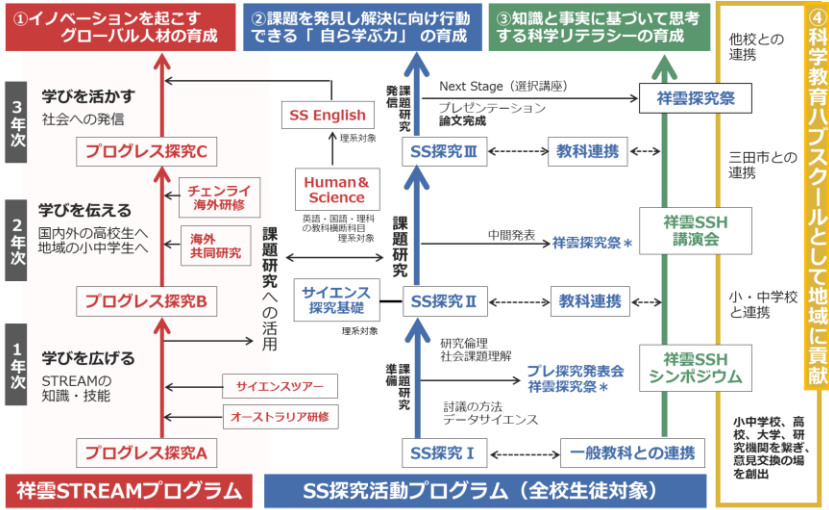 ①イノベーションを起こす
グローバル人材の育成
②課題を発見し解決に向け行動
できる「 自ら学ぶ力」 の育成
③知識と事実に基づいて思考
する科学リテラシーの育成
④科学教育ハブスクールとして地域に貢献
3年次
学びを活かす
社会への発信
プログレス探究C
2年次
学びを伝える
国内外の高校生へ
地域の小中学生へ
チェンライ
海外研修
海外
共同研究
プログレス探究B
1年次
学びを広げる
STREAMの
知識・技能
サイエンスツアー
オーストラリア研修
プログレス探究A
祥雲STREAMプログラム
SS English
理系対象
Human&
Science
英語・国語・理科
の教科横断科目
理系対象
課題研究への活用
サイエンス
探究基礎
理系対象
課題研究
発信
Next Stage（選択講座）
プレゼンテーション
論文完成
祥雲探究祭
SS探究Ⅲ
教科連携
課題研究
中間発表
祥雲探究祭＊
祥雲SSH
講演会
SS探究Ⅱ
教科連携
課題研究
準備
研究倫理
社会課題理解
プレ探究発表会
祥雲探究祭＊
討議の方法
データサイエンス
祥雲SSH
シンポジウム
SS探究Ⅰ
一般教科との連携
SS探究活動プログラム（全校生徒対象）
他校との
連携
三田市との
連携
小・中学校
と連携
小中学校、高
校、大学、研
究機関を繋ぎ、
意見交換の場
を創出